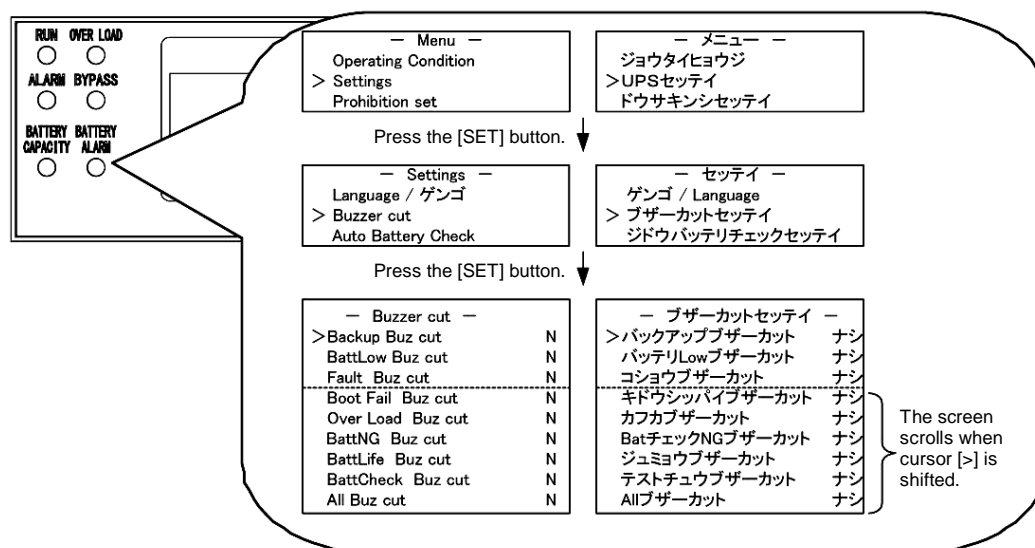 RUN OVER LOAD
ALARM BYPASS
BATTERY CAPACITY BATTERY ALARM
— Menu —
Operating Condition
> Settings
Prohibition set
— メニュー —
ジョウタイヒョウジ
>UPSセッテイ
ドウサキンシセッテイ
Press the [SET] button.
— Settings —
Language / ゲンゴ
> Buzzer cut
Auto Battery Check
— セッテイ —
ゲンゴ / Language
> ブザーカットセッテイ
ジドウバッテリチェックセッテイ
Press the [SET] button.
— Buzzer cut —
>Backup Buz cut N
BattLow Buz cut N
Fault Buz cut N
Boot Fail Buz cut N
Over Load Buz cut N
BattNG Buz cut N
BattLife Buz cut N
BattCheck Buz cut N
All Buz cut N
— ブザーカットセッテイ —
>バックアップブザーカット ナシ
バッテリLowブザーカット ナシ
コショウブザーカット ナシ
キドウシッパイブザーカット ナシ
カフカブザーカット ナシ
BatチェックNGブザーカット ナシ
ジュミョウブザーカット ナシ
テストチュウブザーカット ナシ
Allブザーカット ナシ
The screen
scrolls when
cursor [>] is
shifted.